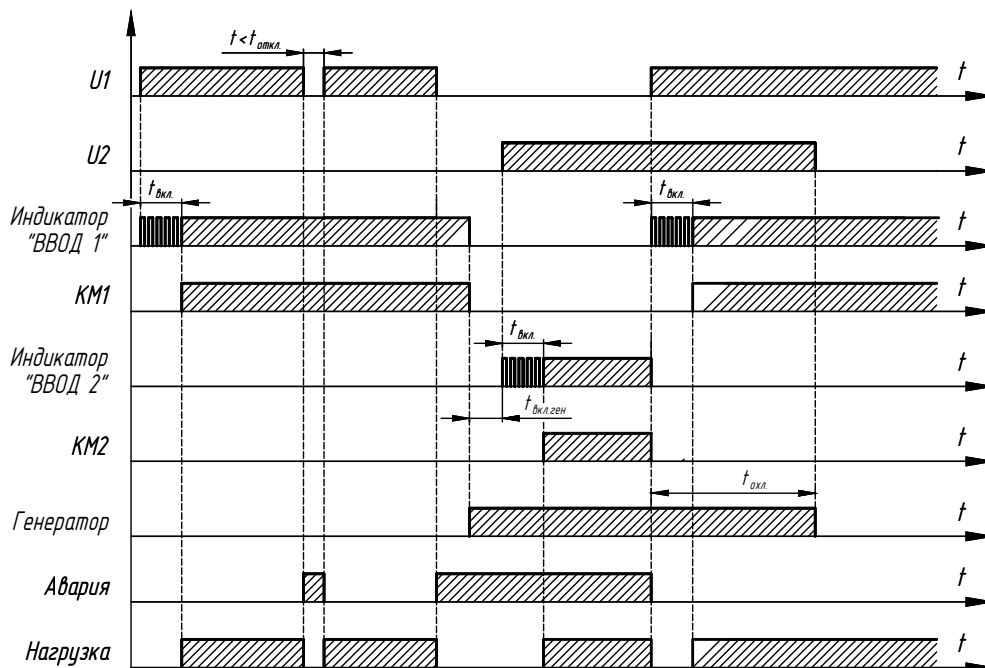 t<tоткл.
U1
t
U2
t
tвкл.
tвкл.
Индикатор
"ВВОД 1"
t
КМ1
t
tвкл.
Индикатор
"ВВОД 2"
t
tвкл.ген
КМ2
t
tохл.
Генератор
t
Авария
t
Нагрузка
t